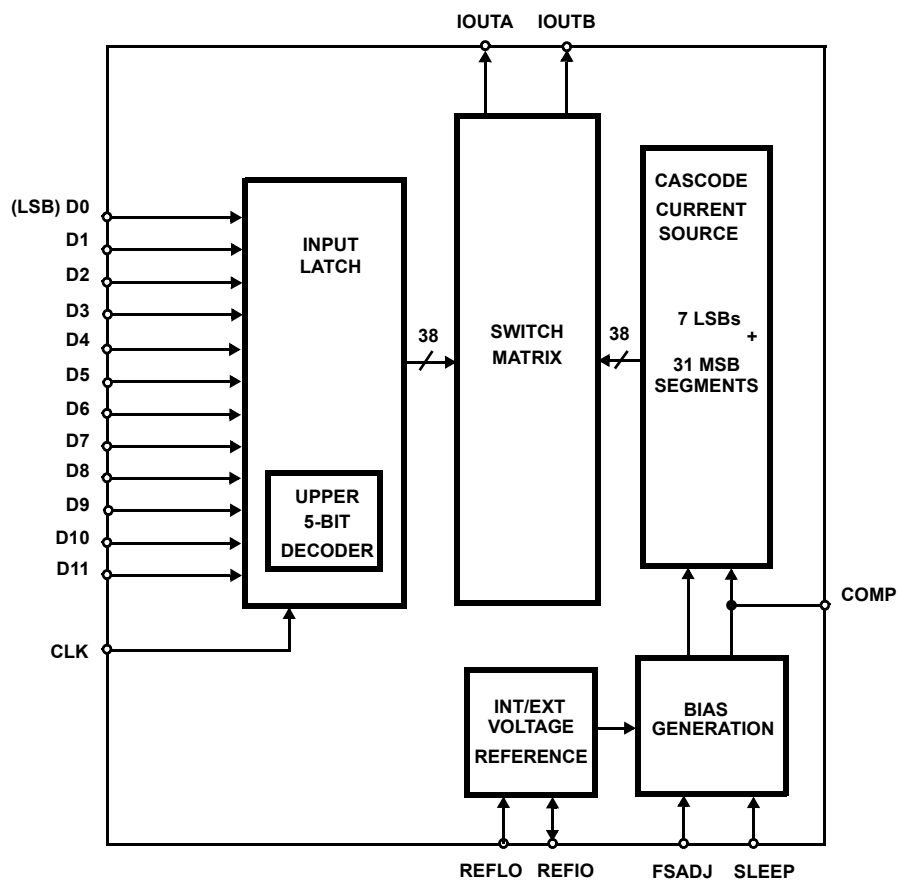 IOUTA IOUTB
(LSB) D0
D1
D2
D3
D4
D5
D6
D7
D8
D9
D10
D11
CLK
INPUT
LATCH
UPPER
5-BIT
DECODER
38
SWITCH
MATRIX
38
CASCODE
CURRENT
SOURCE
7 LSBs
+
31 MSB
SEGMENTS
COMP
INT/EXT
VOLTAGE
REFERENCE
BIAS
GENERATION
REFLO REFIO FSADJ SLEEP